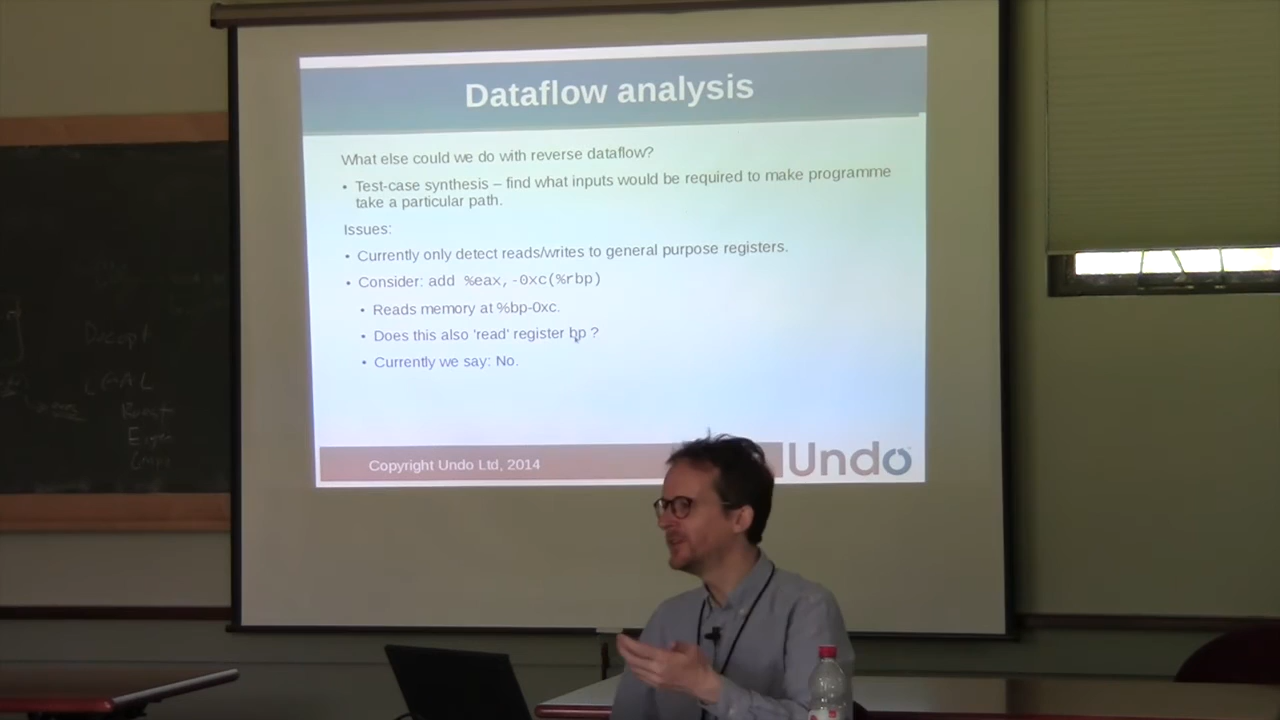 Dataflow analysis
What else could we do with reverse dataflow?
• Test-case synthesis – find what inputs would be required to make programme
take a particular path.
Issues:
• Currently only detect reads/writes to general purpose registers.
• Consider: add %eax,-0xc(%rbp)
• Reads memory at %bp-0xc.
• Does this also 'read' register bp ?
• Currently we say: No.
Copyright Undo Ltd, 2014
Undo